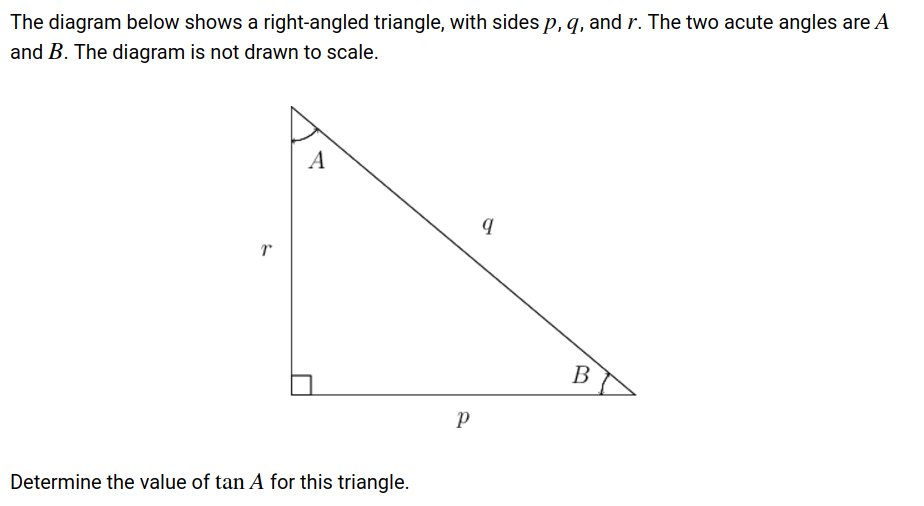 The diagram below shows a right-angled triangle, with sides p, q, and r. The two acute angles are A
and B. The diagram is not drawn to scale.
A
q
r
B
p
Determine the value of tan A for this triangle.